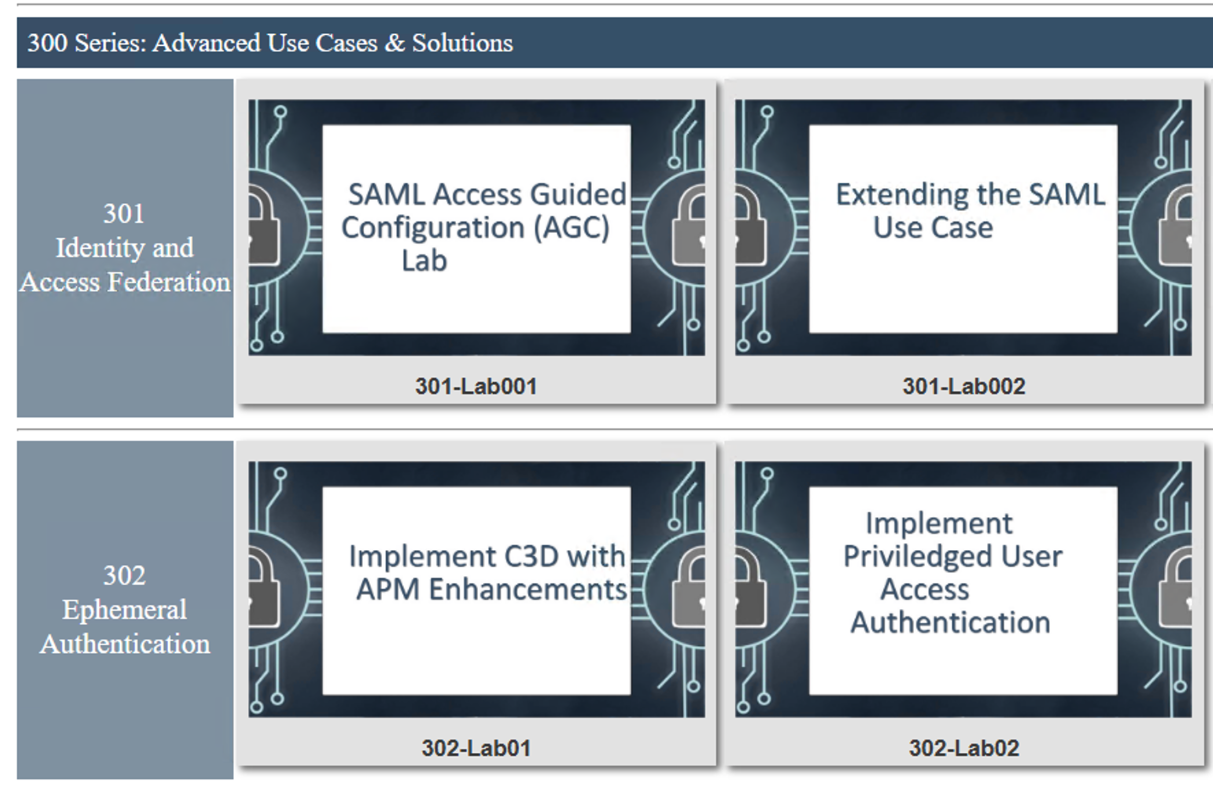 300 Series: Advanced Use Cases & Solutions
301
Identity and
Access Federation
SAML Access Guided
Configuration (AGC)
Lab
301-Lab001
Extending the SAML
Use Case
301-Lab002
302
Ephemeral
Authentication
Implement C3D with
APM Enhancements
302-Lab01
Implement
Priviledged User
Access
Authentication
302-Lab02